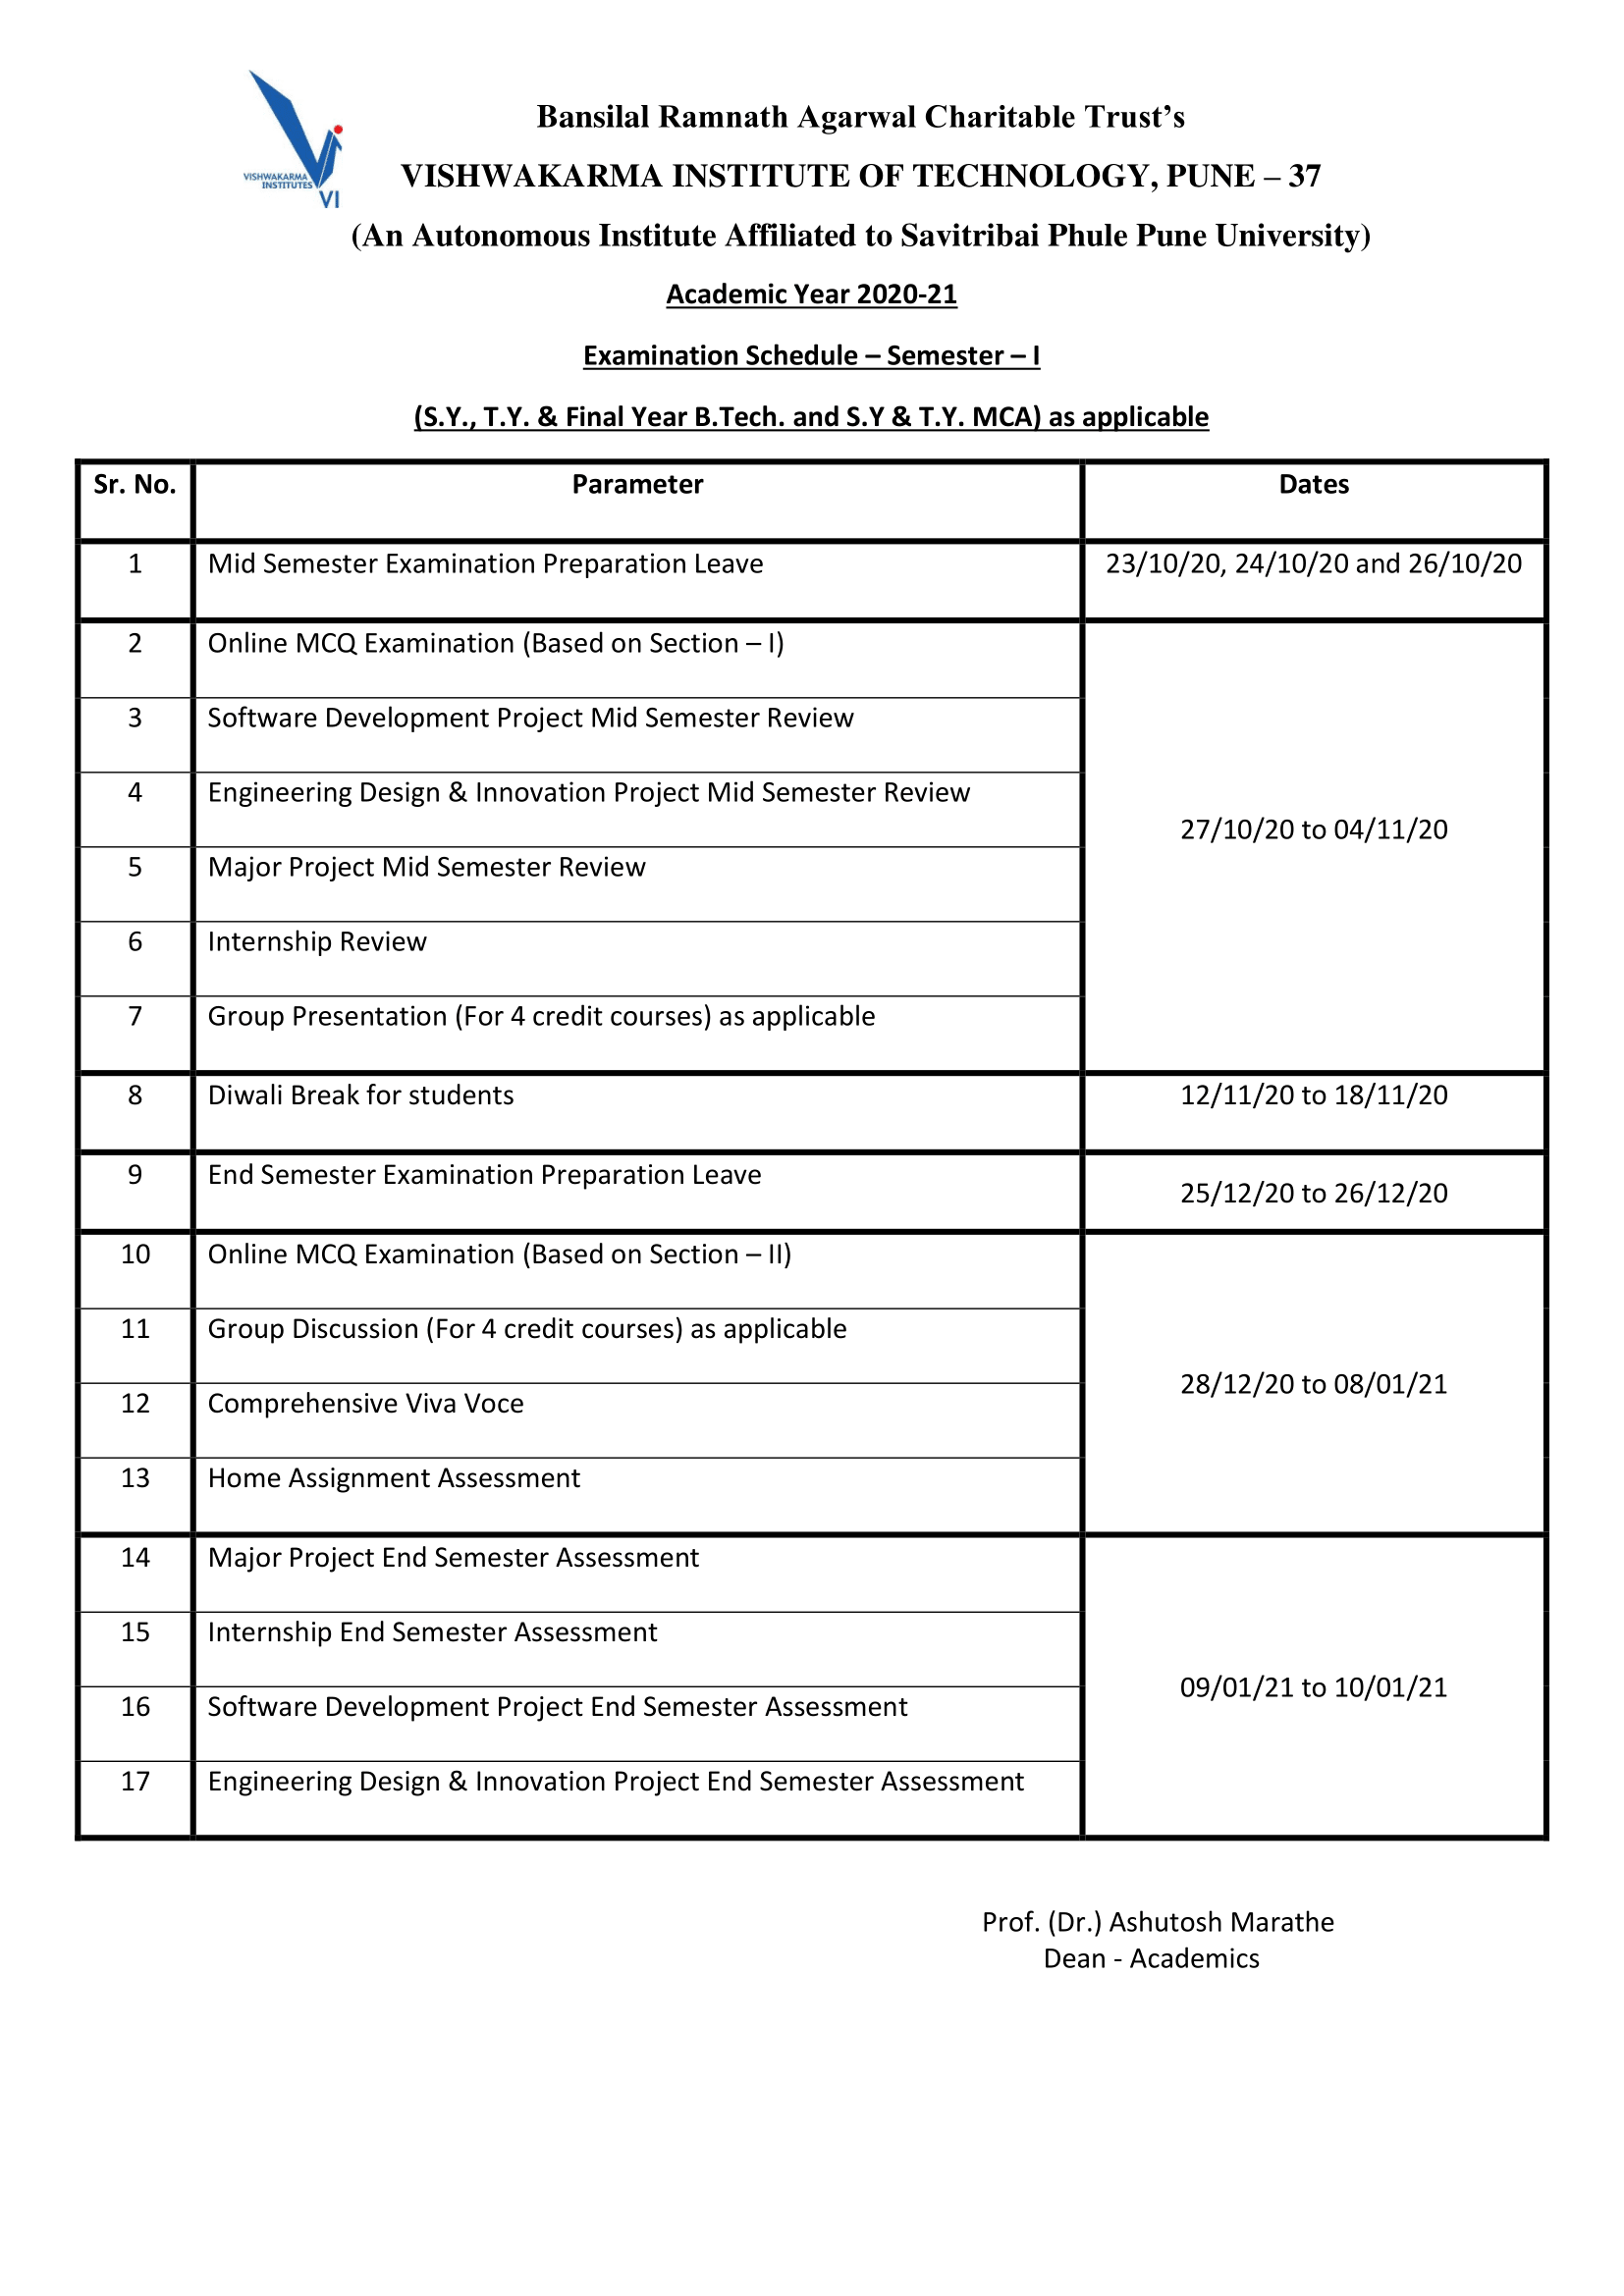 VISHWAKARMA
INSTITUTES
VI
Bansilal Ramnath Agarwal Charitable Trust’s
VISHWAKARMA INSTITUTE OF TECHNOLOGY, PUNE – 37
(An Autonomous Institute Affiliated to Savitribai Phule Pune University)
Academic Year 2020-21
Examination Schedule – Semester – I
(S.Y., T.Y. & Final Year B.Tech. and S.Y & T.Y. MCA) as applicable
Sr. No. Parameter Dates
1 Mid Semester Examination Preparation Leave 23/10/20, 24/10/20 and 26/10/20
2 Online MCQ Examination (Based on Section – I)
3 Software Development Project Mid Semester Review
4 Engineering Design & Innovation Project Mid Semester Review
27/10/20 to 04/11/20
5 Major Project Mid Semester Review
6 Internship Review
7 Group Presentation (For 4 credit courses) as applicable
8 Diwali Break for students 12/11/20 to 18/11/20
9 End Semester Examination Preparation Leave 25/12/20 to 26/12/20
10 Online MCQ Examination (Based on Section – II)
11 Group Discussion (For 4 credit courses) as applicable
28/12/20 to 08/01/21
12 Comprehensive Viva Voce
13 Home Assignment Assessment
14 Major Project End Semester Assessment
15 Internship End Semester Assessment
09/01/21 to 10/01/21
16 Software Development Project End Semester Assessment
17 Engineering Design & Innovation Project End Semester Assessment
Prof. (Dr.) Ashutosh Marathe
Dean - Academics